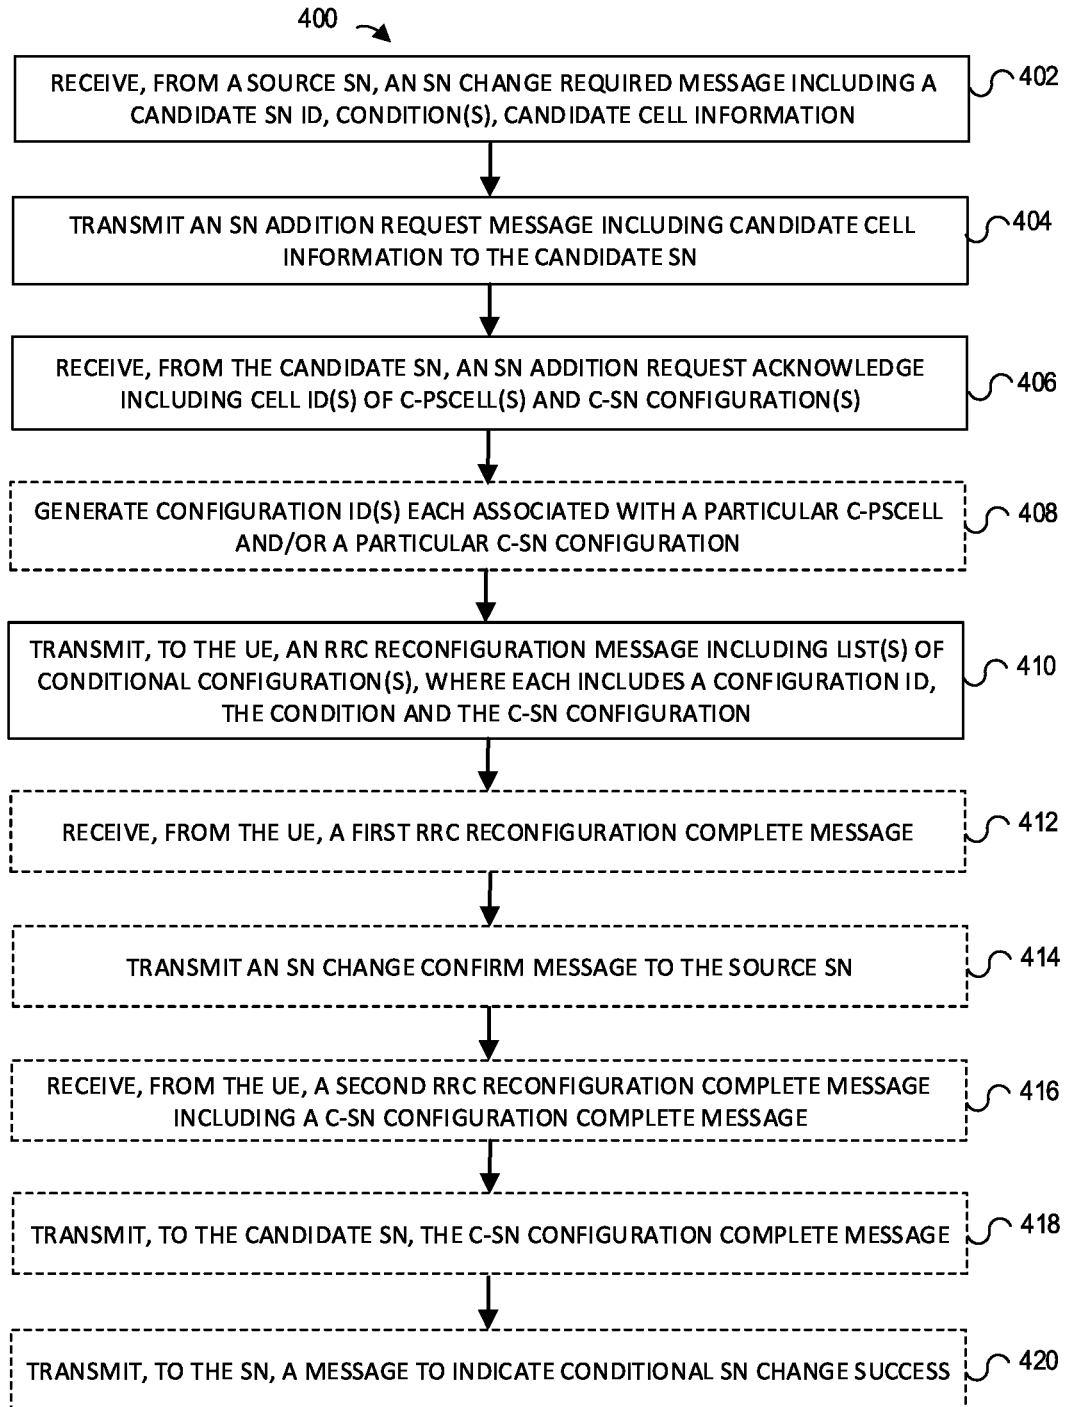 400
RECEIVE, FROM A SOURCE SN, AN SN CHANGE REQUIRED MESSAGE INCLUDING A
CANDIDATE SN ID, CONDITION(S), CANDIDATE CELL INFORMATION
402
TRANSMIT AN SN ADDITION REQUEST MESSAGE INCLUDING CANDIDATE CELL
INFORMATION TO THE CANDIDATE SN
404
RECEIVE, FROM THE CANDIDATE SN, AN SN ADDITION REQUEST ACKNOWLEDGE
INCLUDING CELL ID(S) OF C-PSCELL(S) AND C-SN CONFIGURATION(S)
406
GENERATE CONFIGURATION ID(S) EACH ASSOCIATED WITH A PARTICULAR C-PSCELL
AND/OR A PARTICULAR C-SN CONFIGURATION
408
TRANSMIT, TO THE UE, AN RRC RECONFIGURATION MESSAGE INCLUDING LIST(S) OF
CONDITIONAL CONFIGURATION(S), WHERE EACH INCLUDES A CONFIGURATION ID,
THE CONDITION AND THE C-SN CONFIGURATION
410
RECEIVE, FROM THE UE, A FIRST RRC RECONFIGURATION COMPLETE MESSAGE
412
TRANSMIT AN SN CHANGE CONFIRM MESSAGE TO THE SOURCE SN
414
RECEIVE, FROM THE UE, A SECOND RRC RECONFIGURATION COMPLETE MESSAGE
INCLUDING A C-SN CONFIGURATION COMPLETE MESSAGE
416
TRANSMIT, TO THE CANDIDATE SN, THE C-SN CONFIGURATION COMPLETE MESSAGE
418
TRANSMIT, TO THE SN, A MESSAGE TO INDICATE CONDITIONAL SN CHANGE SUCCESS
420